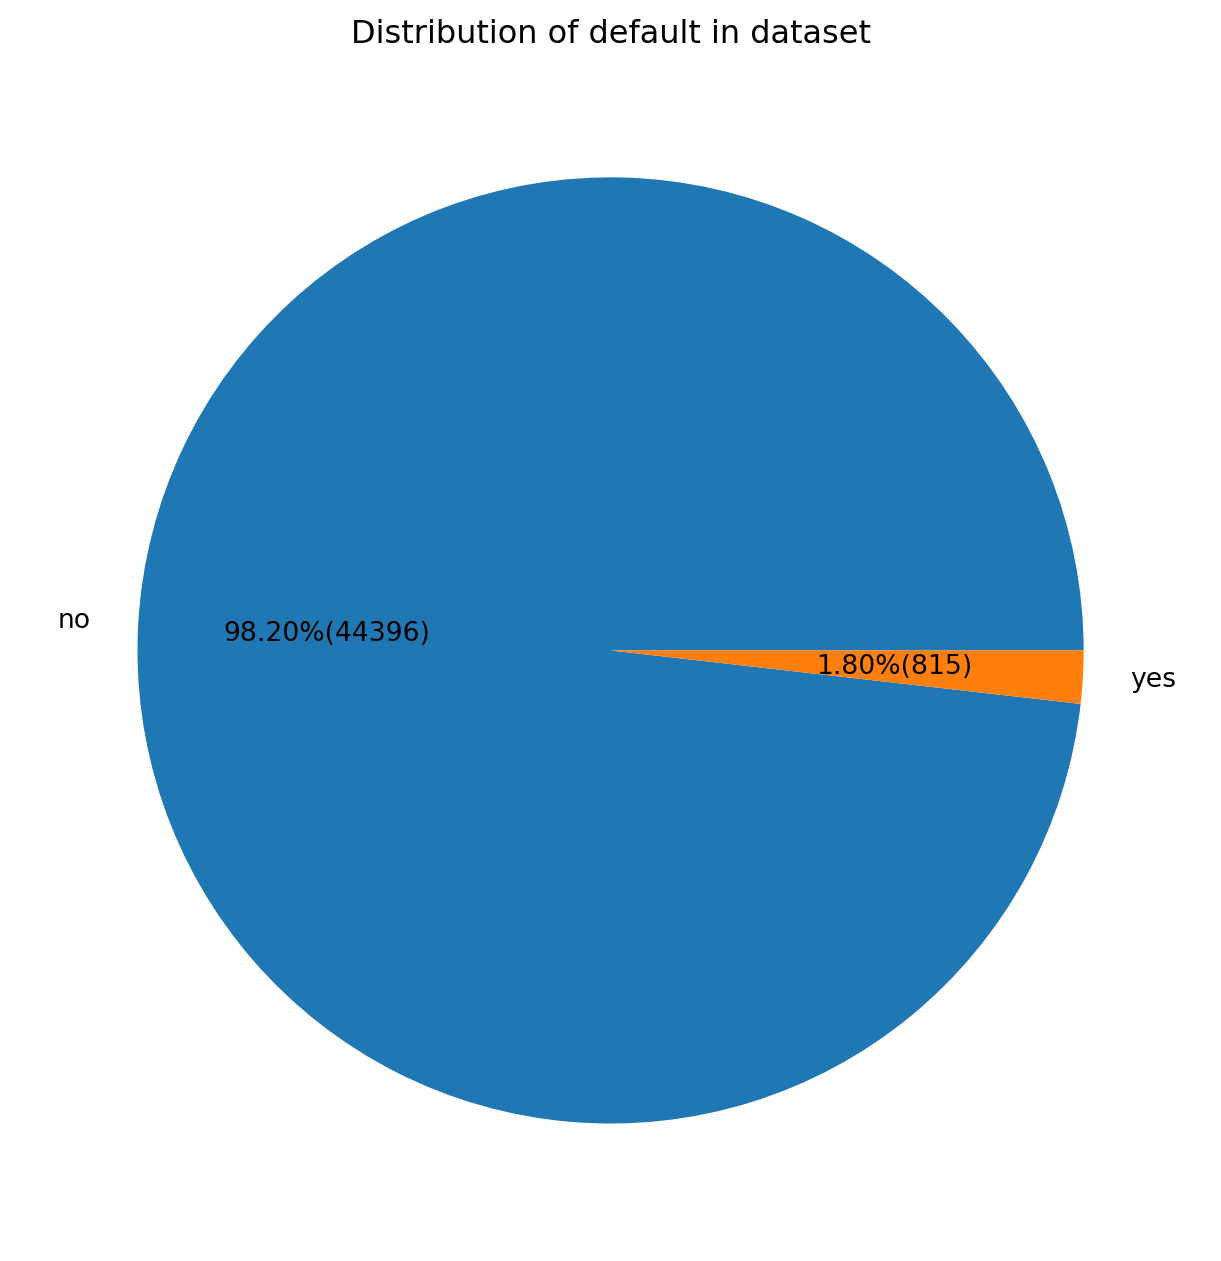 Distribution of default in dataset
no
98.20%(44396)
1.80%(815)
yes